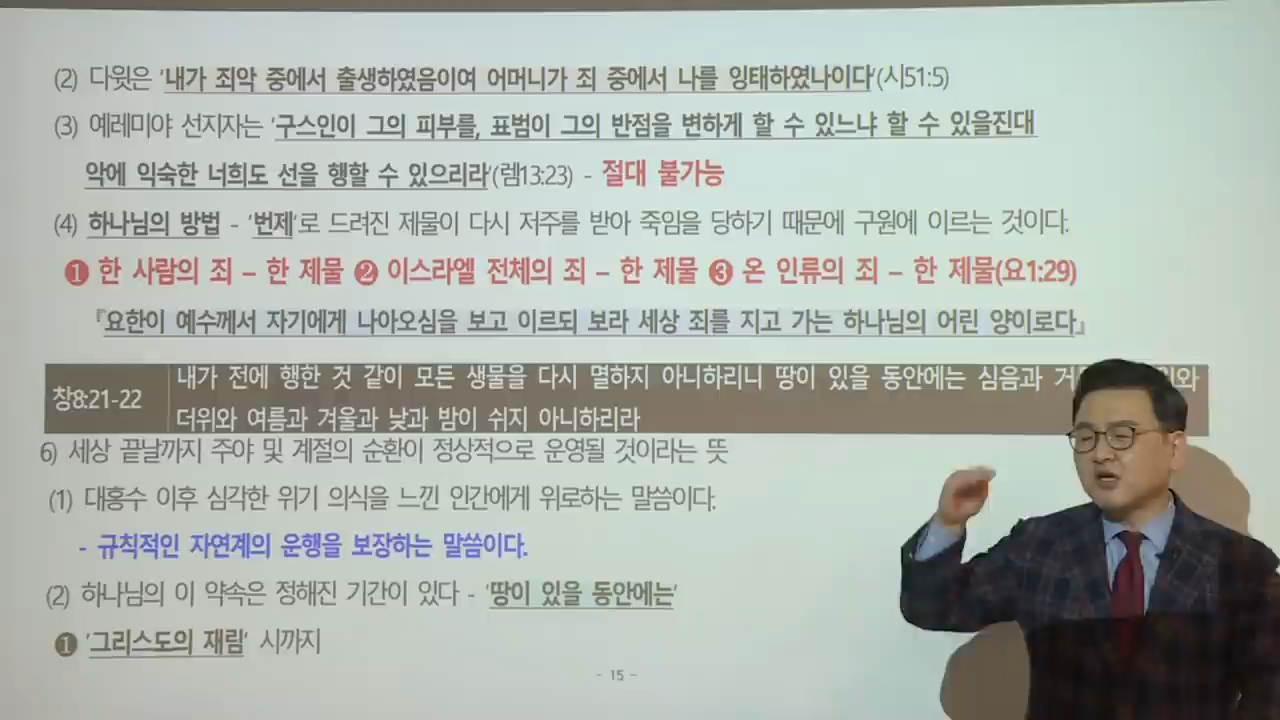 (2) 다윗은 '내가 죄악 중에서 출생하였음이여 어머니가 죄 중에서 나를 잉태하였나이다'(시51:5)
(3) 예레미야 선지자는 '구스인이 그의 피부를, 표범이 그의 반점을 변하게 할 수 있느냐 할 수 있을진대
악에 익숙한 너희도 선을 행할 수 있으리라'(렘13:23) - 절대 불가능
(4) 하나님의 방법 - '번제'로 드려진 제물이 다시 저주를 받아 죽임을 당하기 때문에 구원에 이르는 것이다.
❶ 한 사람의 죄 – 한 제물 ❷ 이스라엘 전체의 죄 – 한 제물 ❸ 온 인류의 죄 – 한 제물(요1:29)
『요한이 예수께서 자기에게 나아오심을 보고 이르되 보라 세상 죄를 지고 가는 하나님의 어린 양이로다』
창8:21-22
내가 전에 행한 것 같이 모든 생물을 다시 멸하지 아니하리니 땅이 있을 동안에는 심음과
더위와 여름과 겨울과 낮과 밤이 쉬지 아니하리라
6) 세상 끝날까지 주야 및 계절의 순환이 정상적으로 운영될 것이라는 뜻
(1) 대홍수 이후 심각한 위기 의식을 느낀 인간에게 위로하는 말씀이다.
- 규칙적인 자연계의 운행을 보장하는 말씀이다.
(2) 하나님의 이 약속은 정해진 기간이 있다 - '땅이 있을 동안에는'
❶ '그리스도의 재림' 시까지
- 15 -